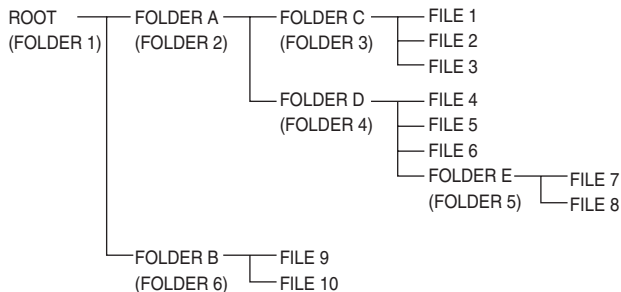 ROOT FOLDER A FOLDER C FILE 1
(FOLDER 1) (FOLDER 2) (FOLDER 3) FILE 2
FILE 3
FOLDER D FILE 4
(FOLDER 4) FILE 5
FILE 6
FOLDER E FILE 7
(FOLDER 5) FILE 8
FOLDER B FILE 9
(FOLDER 6) FILE 10